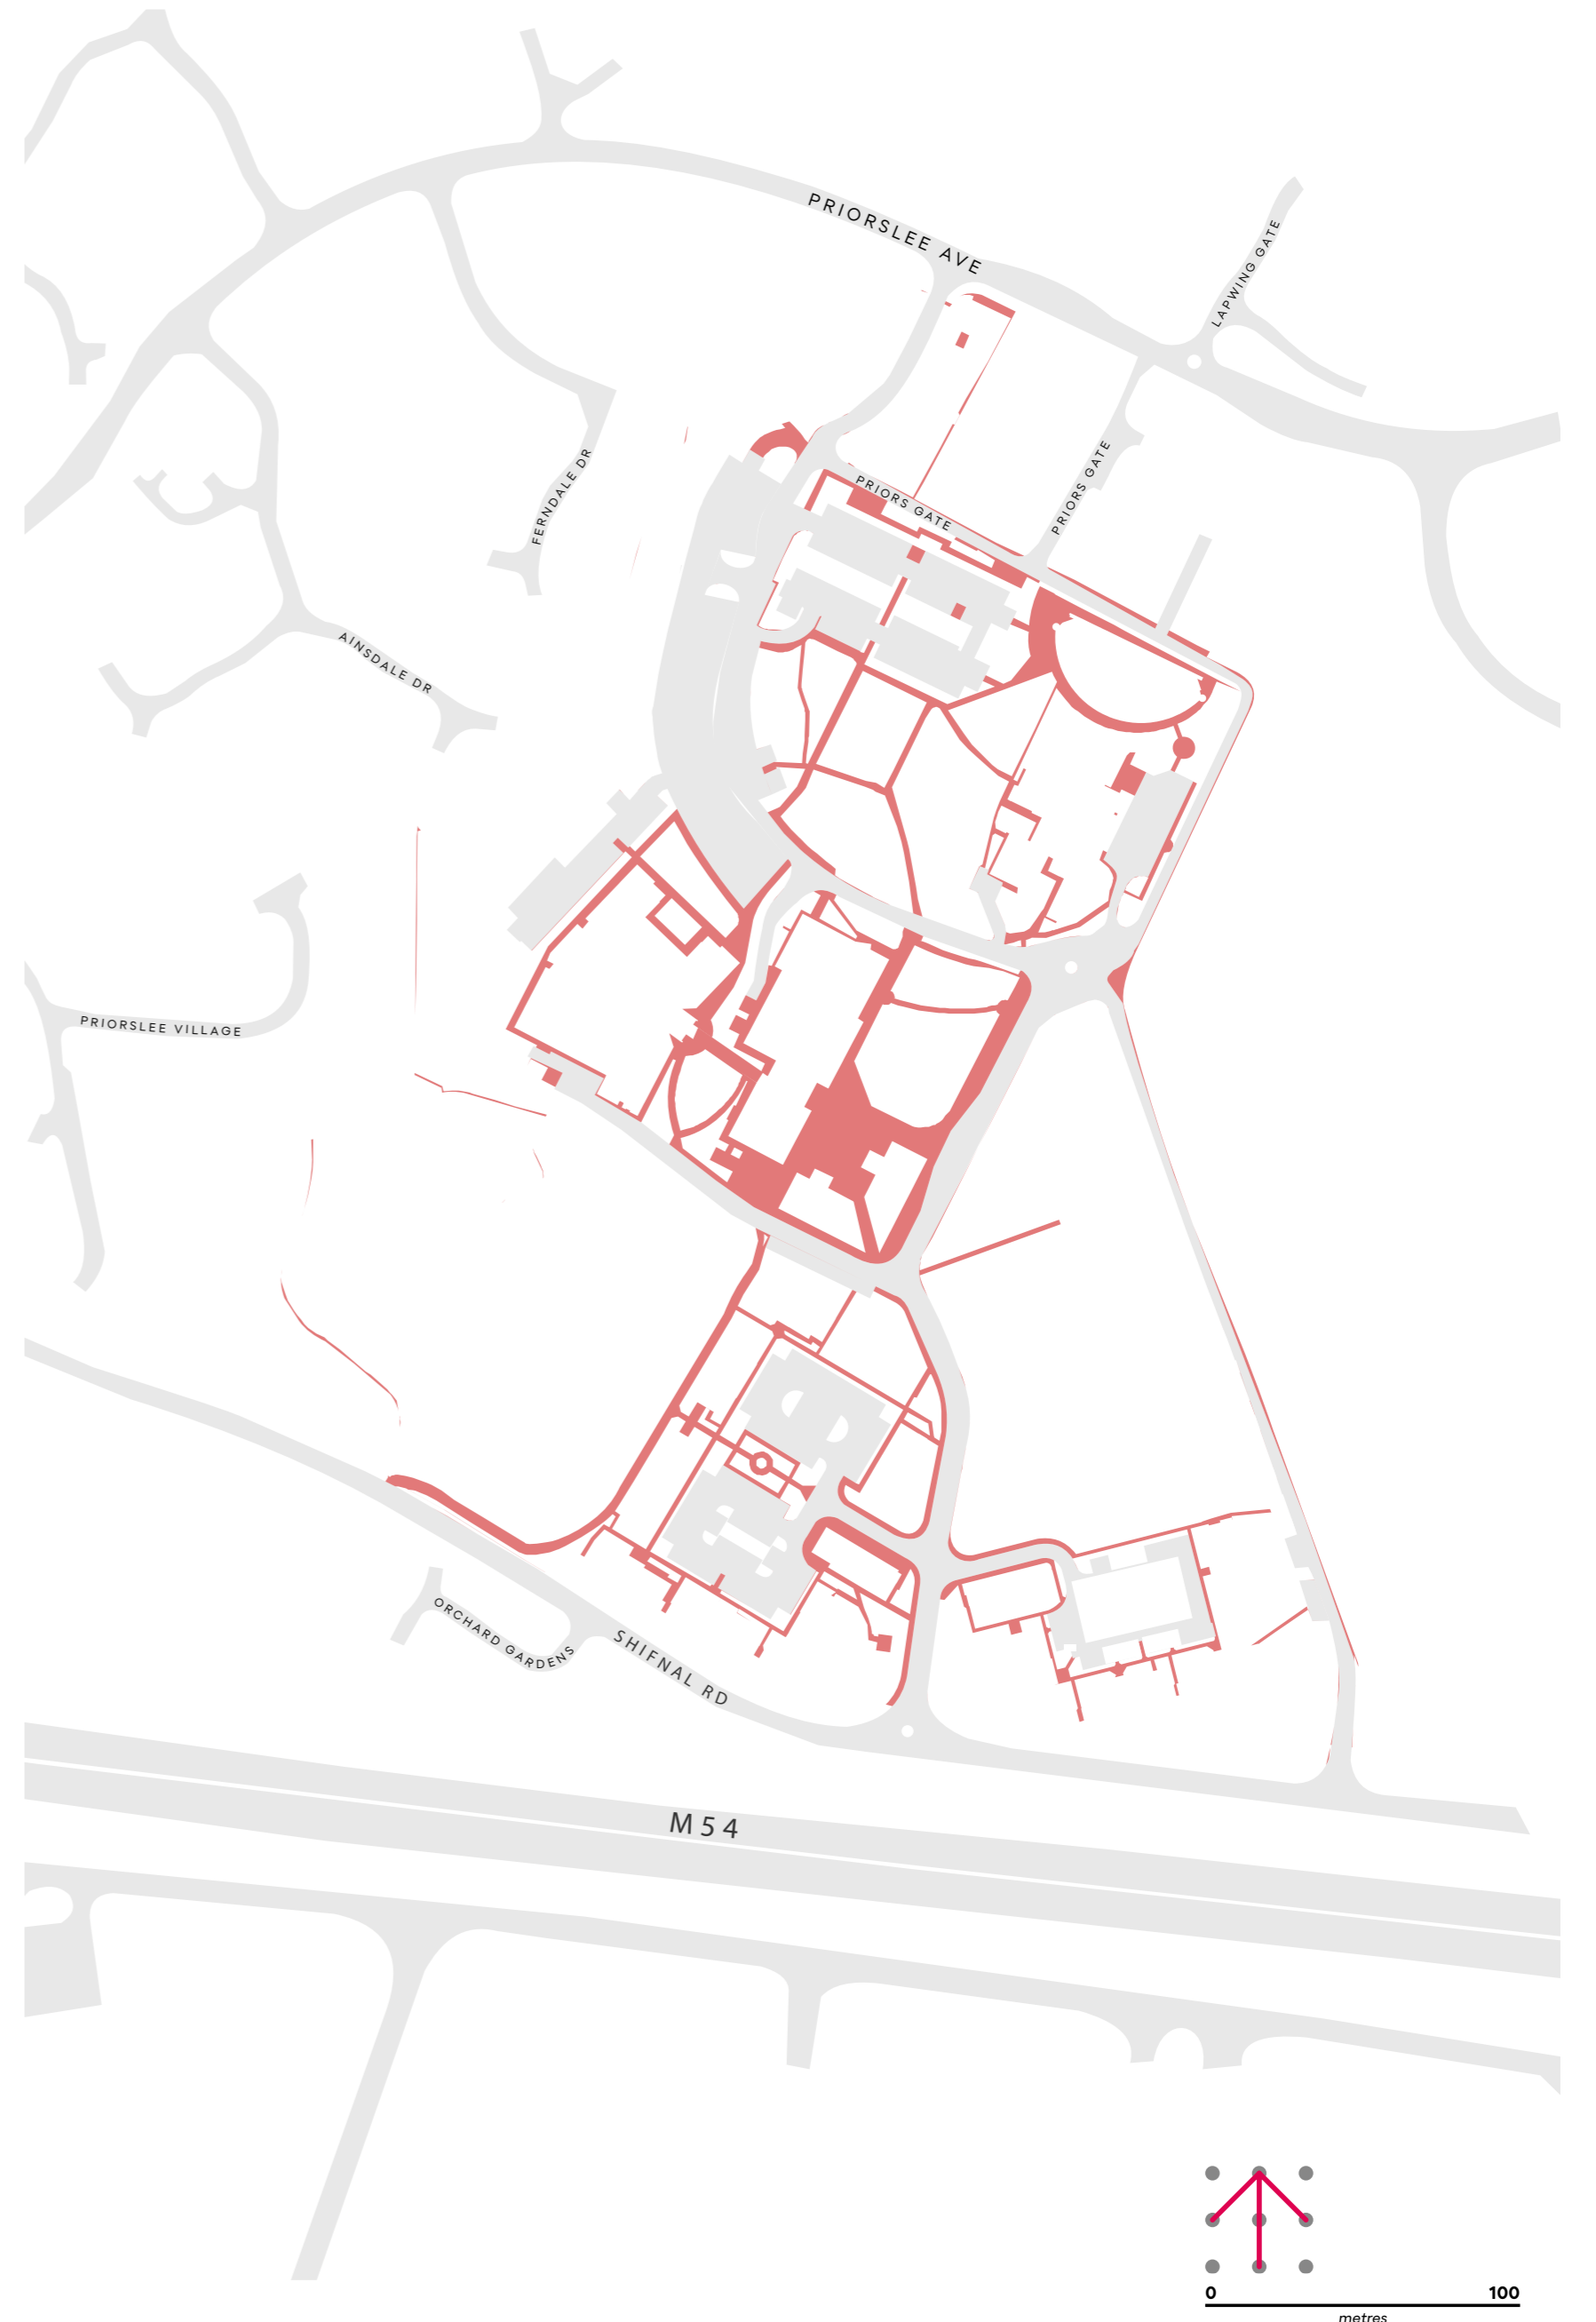 PRIORSLEE AVE
LAPWING GATE
PRIORS GATE
PRIORS GATE
FERNDALE DR
AINSDALE DR
PRIORSLEE VILLAGE
ORCHARD GARDENS
SHIFNAL RD
M54
0 100
metres